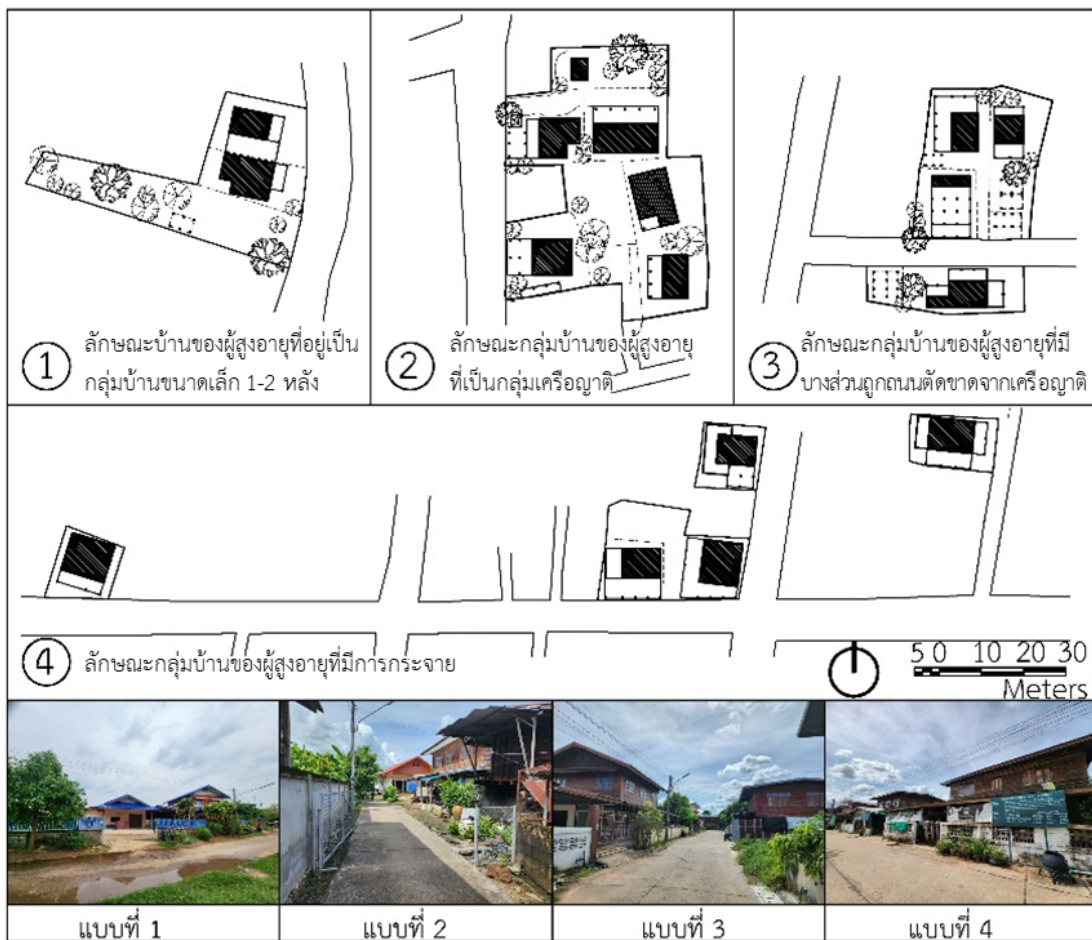 1 ลักษณะบ้านของผู้สูงอายุที่อยู่เป็น
กลุ่มบ้านขนาดเล็ก 1-2 หลัง
2 ลักษณะกลุ่มบ้านของผู้สูงอายุ
ที่เป็นกลุ่มเครือญาติ
3 ลักษณะกลุ่มบ้านของผู้สูงอายุที่มี
บางส่วนถูกถนนตัดขาดจากเครือญาติ
4 ลักษณะกลุ่มบ้านของผู้สูงอายุที่มีการกระจาย
5 0 10 20 30
Meters
แบบที่ 1
แบบที่ 2
แบบที่ 3
แบบที่ 4